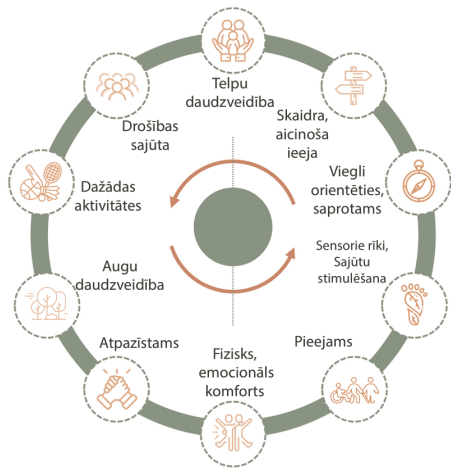 Telpu
daudzveidība
Skaidra,
aicinoša
ieeja
Viegli
orientēties,
saprotams
Sensorie rīki,
Sajūtu
stimulēšana
Pieejams
Fizisks,
emocionāls
komforts
Atpazīstams
Augu
daudzveidība
Dažādas
aktivitātes
Drošības
sajūta